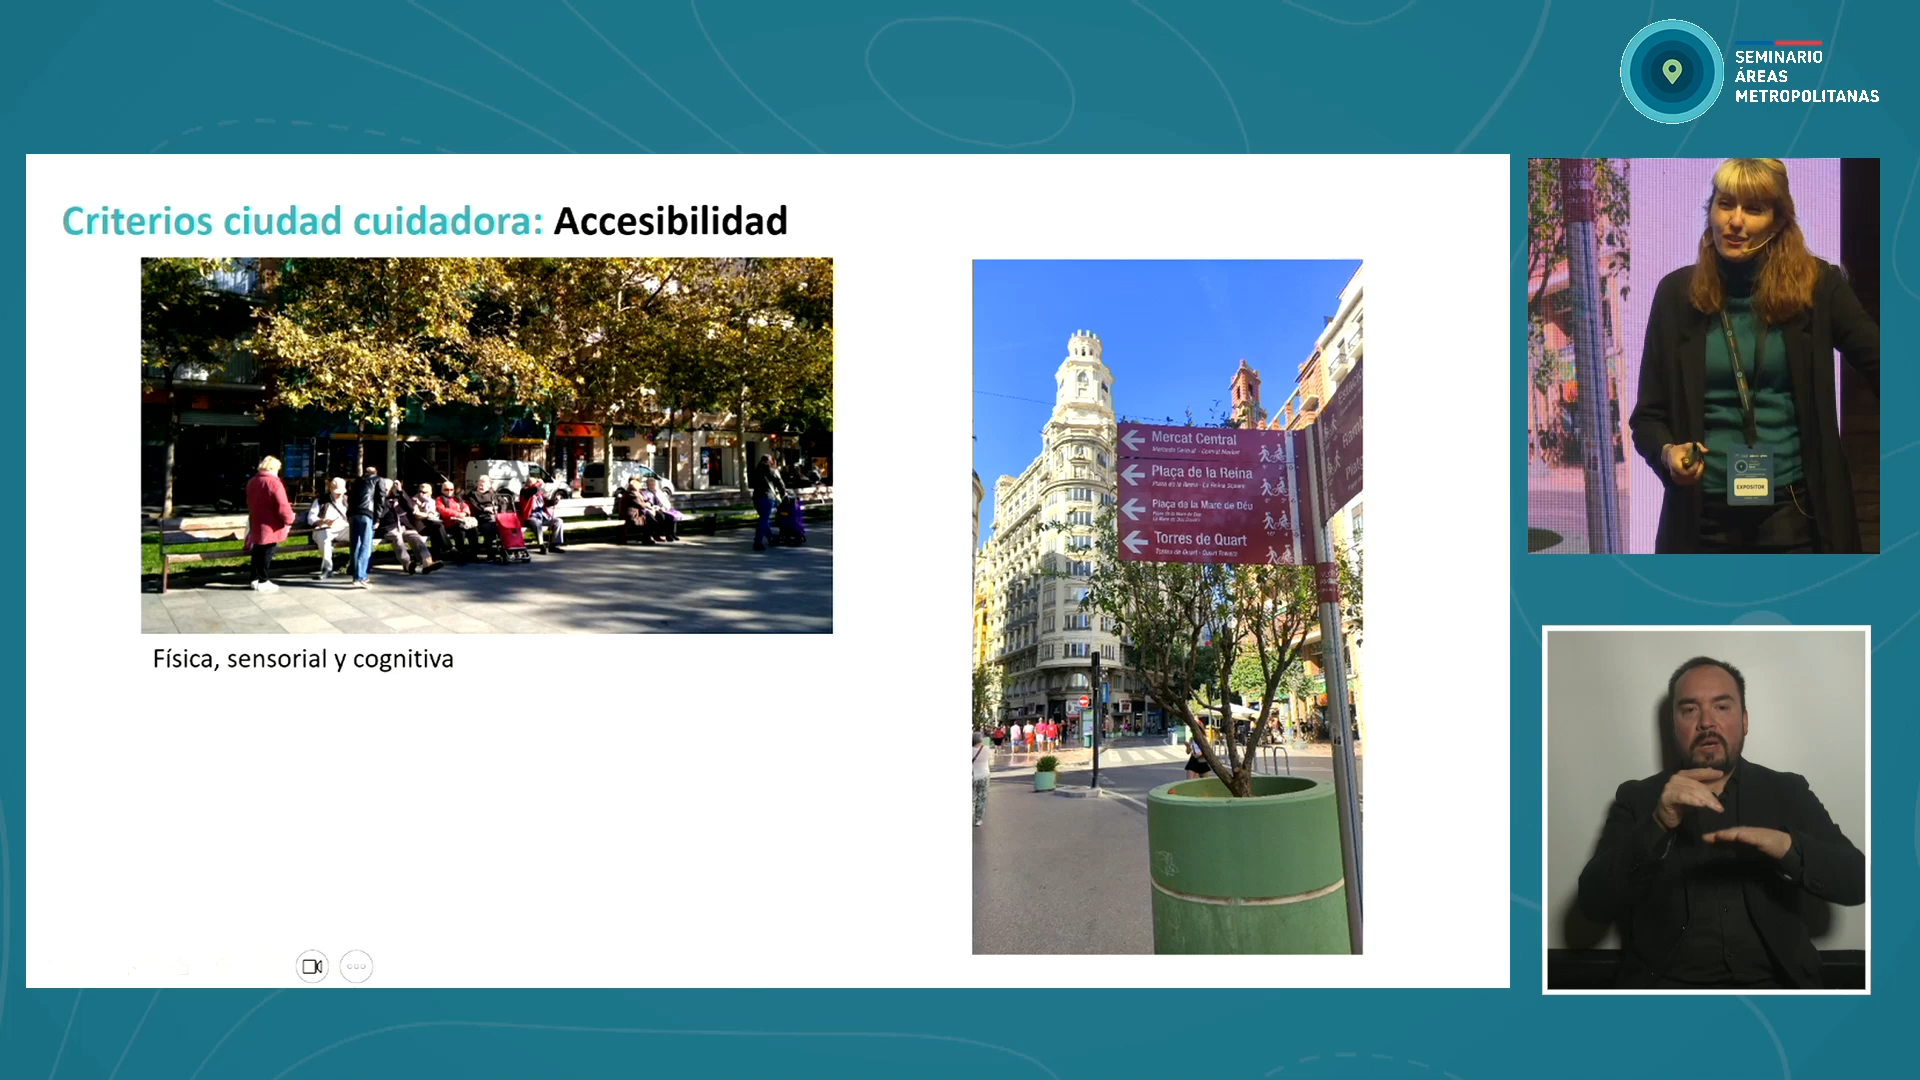 SEMINARIO
ÁREAS
METROPOLITANAS
Criterios ciudad cuidadora: Accesibilidad
Mercat Central
Plaça de la Reina
Plaça de la Mare de Déu
Torres de Quart
Física, sensorial y cognitiva
EXPOSITOR